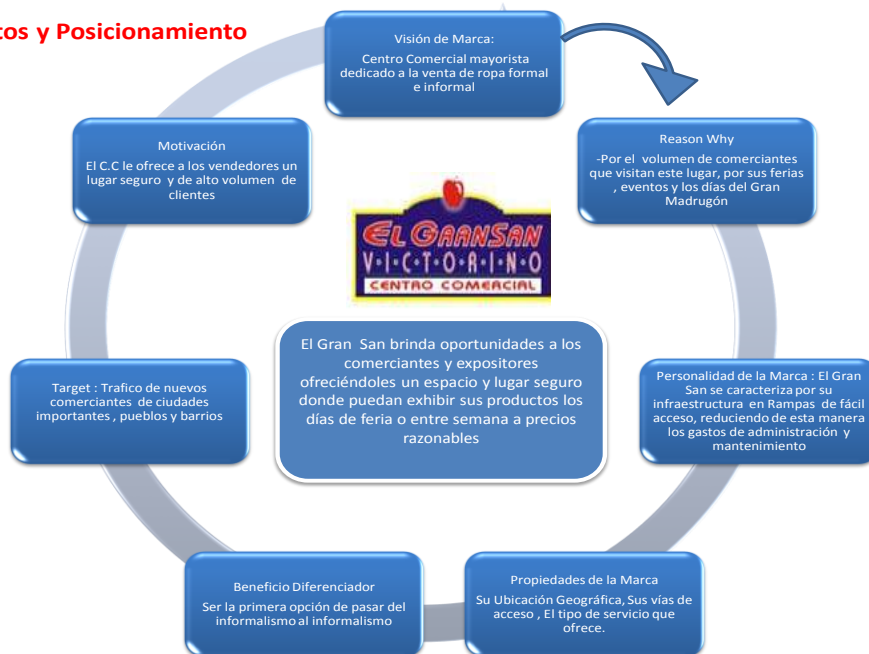 tos y Posicionamiento
Visión de Marca:
Centro Comercial mayorista
dedicado a la venta de ropa formal
e informal
Reason Why
-Por el volumen de comerciantes
que visitan este lugar, por sus ferias
, eventos y los días del Gran
Madrugón
Personalidad de la Marca : El Gran
San se caracteriza por su
infraestructura en Rampas de fácil
acceso, reduciendo de esta manera
los gastos de administración y
mantenimiento
Propiedades de la Marca
Su Ubicación Geográfica, Sus vías de
acceso , El tipo de servicio que
ofrece.
Beneficio Diferenciador
Ser la primera opción de pasar del
informalismo al informalismo
Target : Trafico de nuevos
comerciantes de ciudades
importantes , pueblos y barrios
Motivación
El C.C le ofrece a los vendedores un
lugar seguro y de alto volumen de
clientes
EL GRANSAN
V·I·C·T·O·R·I·N·O
CENTRO COMERCIAL
El Gran San brinda oportunidades a los
comerciantes y expositores
ofreciéndoles un espacio y lugar seguro
donde puedan exhibir sus productos los
días de feria o entre semana a precios
razonables